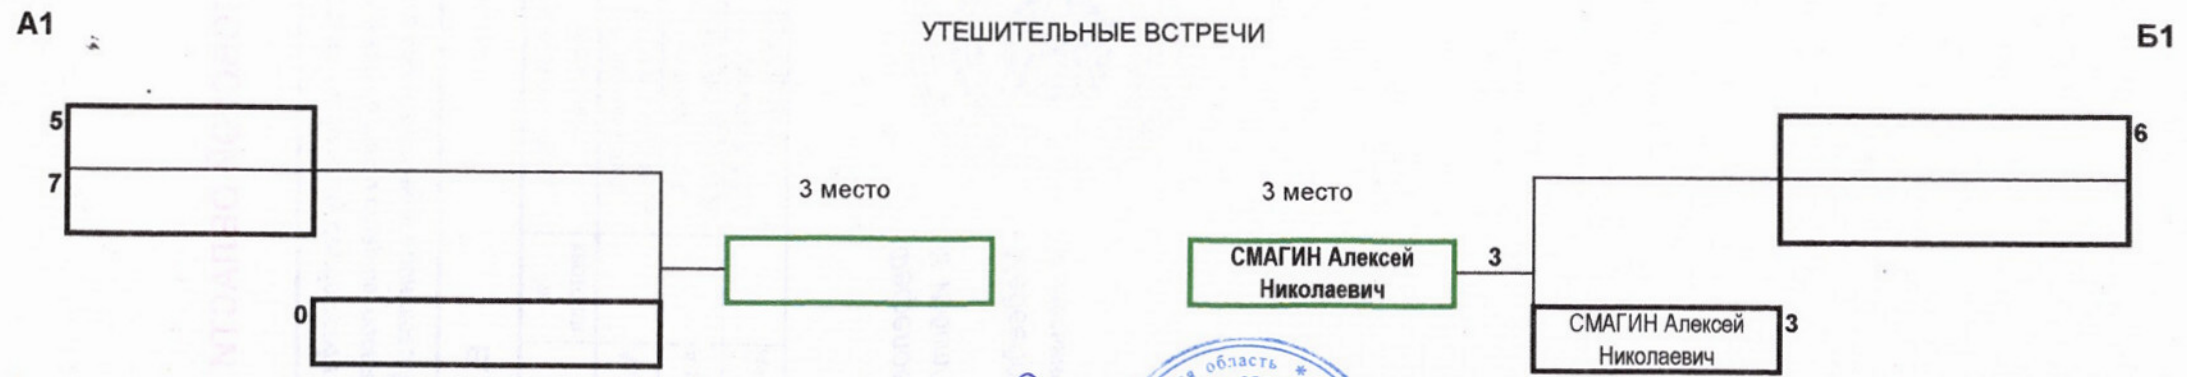 А1
УТЕШИТЕЛЬНЫЕ ВСТРЕЧИ
Б1
5
7
6
3 место
3 место
СМАГИН Алексей
Николаевич
3
0
СМАГИН Алексей
Николаевич
3
область *